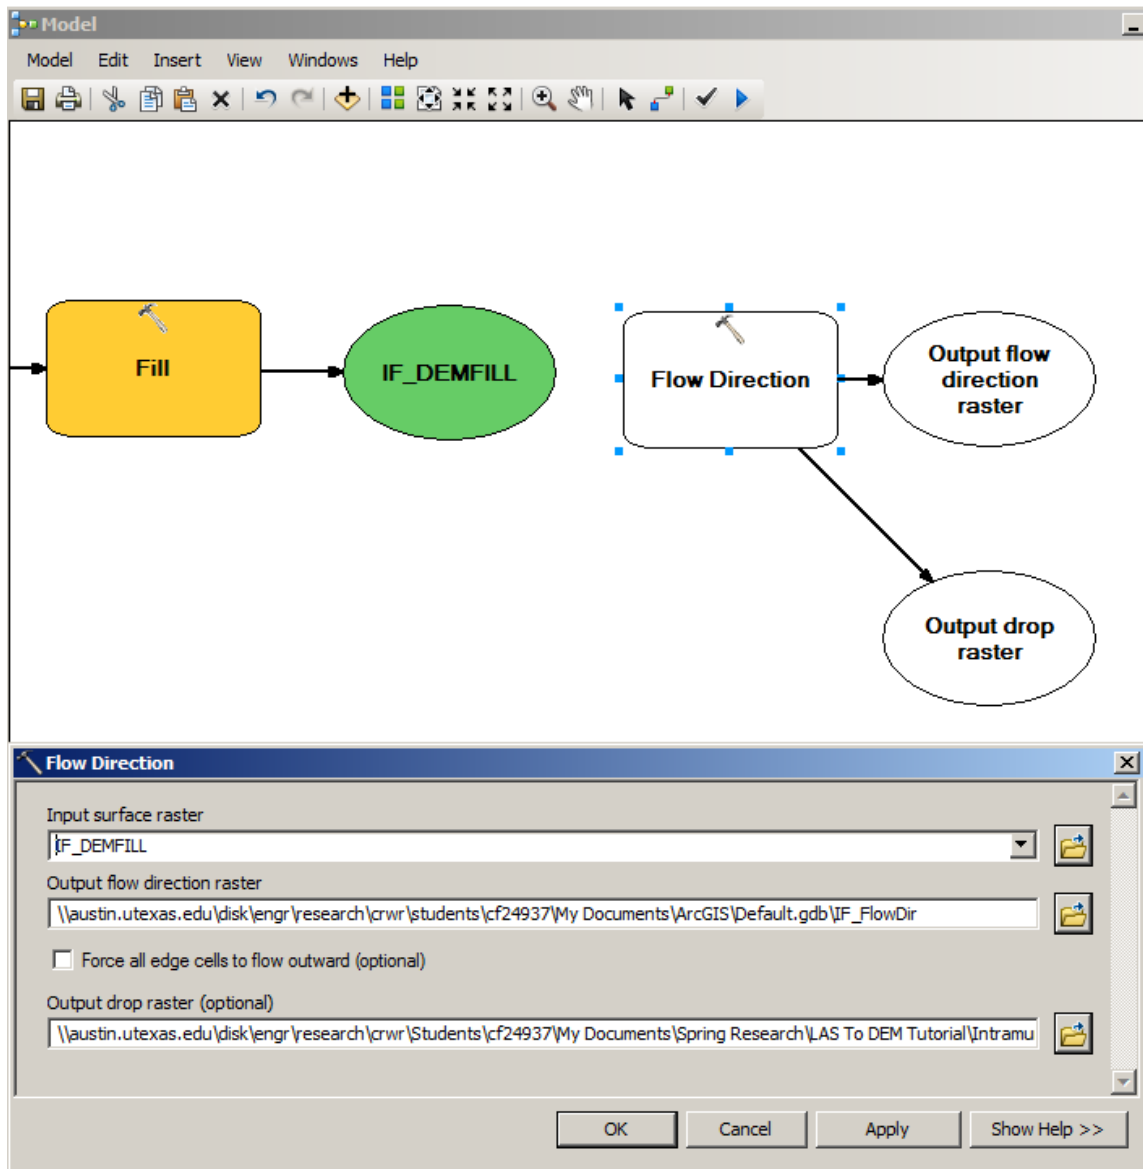 Model
Model Edit Insert View Windows Help
Fill
IF_DEMFILL
Flow Direction
Output flow
direction
raster
Output drop
raster
Flow Direction
Input surface raster
IF_DEMFILL
Output flow direction raster
\\austin.utexas.edu\disk\engr\research\crwr\students\cf24937\My Documents\ArcGIS\Default.gdb\IF_FlowDir
Force all edge cells to flow outward (optional)
Output drop raster (optional)
\\austin.utexas.edu\disk\engr\research\crwr\Students\cf24937\My Documents\Spring Research\LAS To DEM Tutorial\Intramu
OK Cancel Apply Show Help >>